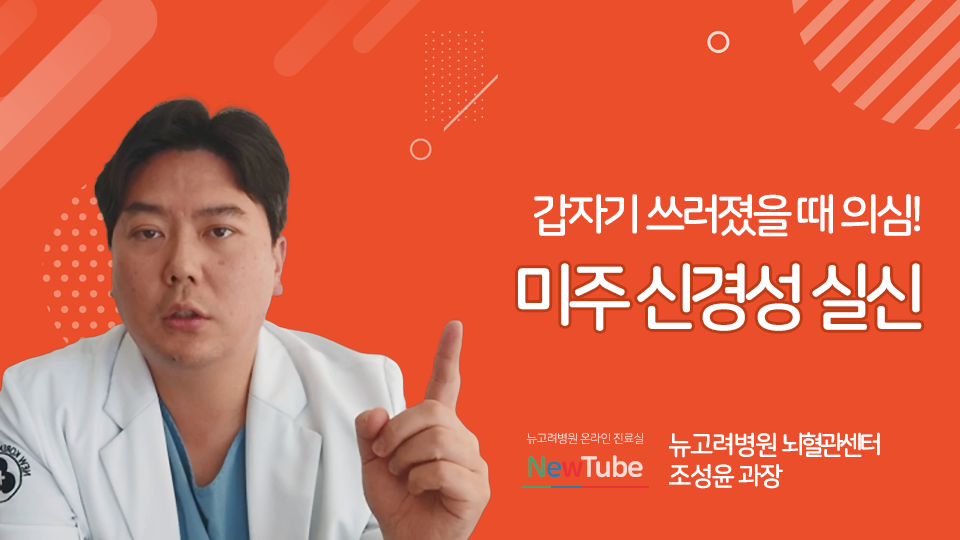 갑자기 쓰러졌을 때 의심!
미주 신경성 실신
뉴고려병원 온라인 진료실
NewTube
뉴고려병원 뇌혈관센터
조성윤 과장
NEW KOREA